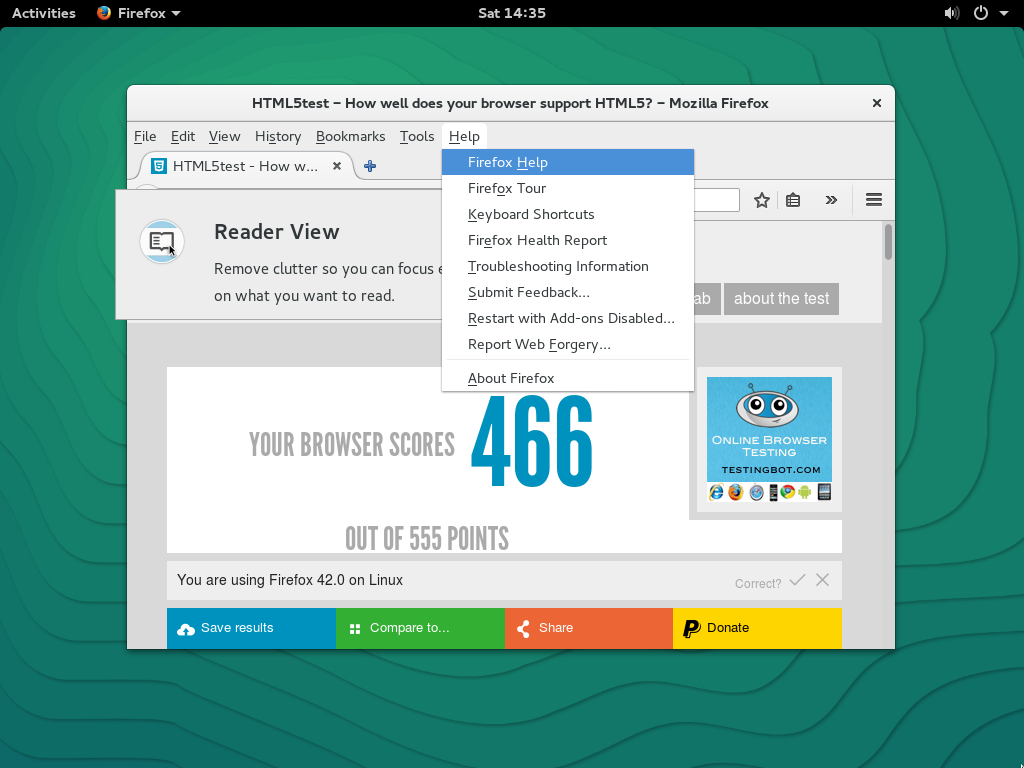 Activities
Firefox
Sat 14:35
HTML5test – How well does your browser support HTML5? – Mozilla Firefox
File Edit View History Bookmarks Tools Help
HTML5test - How w...
Firefox Help
Firefox Tour
Keyboard Shortcuts
Firefox Health Report
Troubleshooting Information
Submit Feedback...
Restart with Add-ons Disabled...
Report Web Forgery...
About Firefox
Reader View
Remove clutter so you can focus
on what you want to read.
ab
about the test
YOUR BROWSER SCORES 466
OUT OF 555 POINTS
ONLINE BROWSER
TESTING
TESTINGBOT.COM
You are using Firefox 42.0 on Linux
Correct?
Save results
Compare to...
Share
Donate